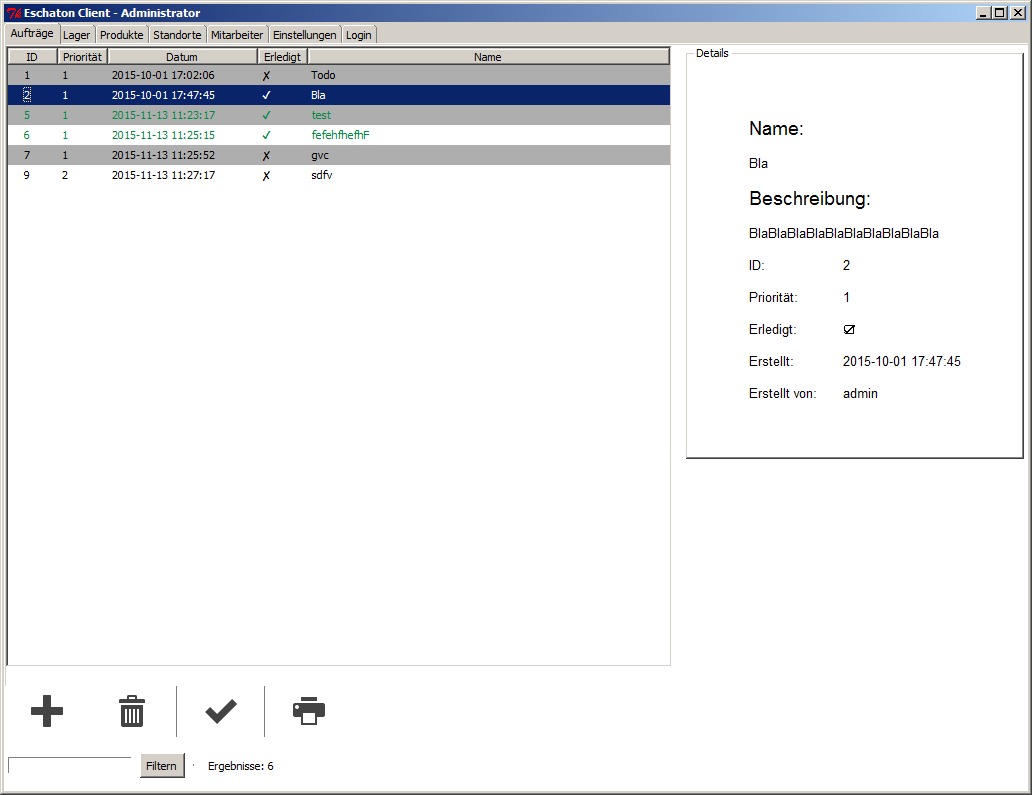 Eschaton Client - Administrator
Aufträge Lager Produkte Standorte Mitarbeiter Einstellungen Login
ID Priorität Datum Erledigt Name
1 1 2015-10-01 17:02:06 ✗ Todo
2 1 2015-10-01 17:47:45 ✓ Bla
5 1 2015-11-13 11:23:17 ✓ test
6 1 2015-11-13 11:25:15 ✓ fefehfhefhF
7 1 2015-11-13 11:25:52 ✗ gvc
9 2 2015-11-13 11:27:17 ✗ sdfv
Details
Name:
Bla
Beschreibung:
BlaBlaBlaBlaBlaBlaBlaBlaBlaBla
ID: 2
Priorität: 1
Erledigt: ☑
Erstellt: 2015-10-01 17:47:45
Erstellt von: admin
Filtern Ergebnisse: 6